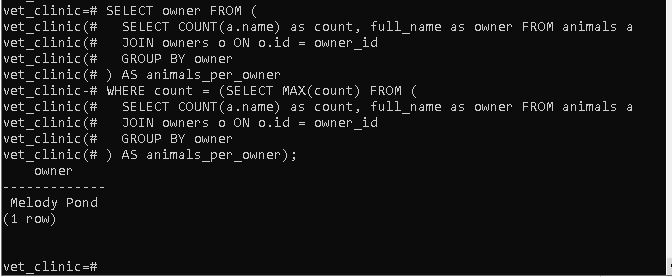 vet_clinic=# SELECT owner FROM (
vet_clinic(#   SELECT COUNT(a.name) as count, full_name as owner FROM animals a
vet_clinic(#   JOIN owners o ON o.id = owner_id
vet_clinic(#   GROUP BY owner
vet_clinic(# ) AS animals_per_owner
vet_clinic-# WHERE count = (SELECT MAX(count) FROM (
vet_clinic(#   SELECT COUNT(a.name) as count, full_name as owner FROM animals a
vet_clinic(#   JOIN owners o ON o.id = owner_id
vet_clinic(#   GROUP BY owner
vet_clinic(# ) AS animals_per_owner);
    owner
-------------
 Melody Pond
(1 row)
vet_clinic=#